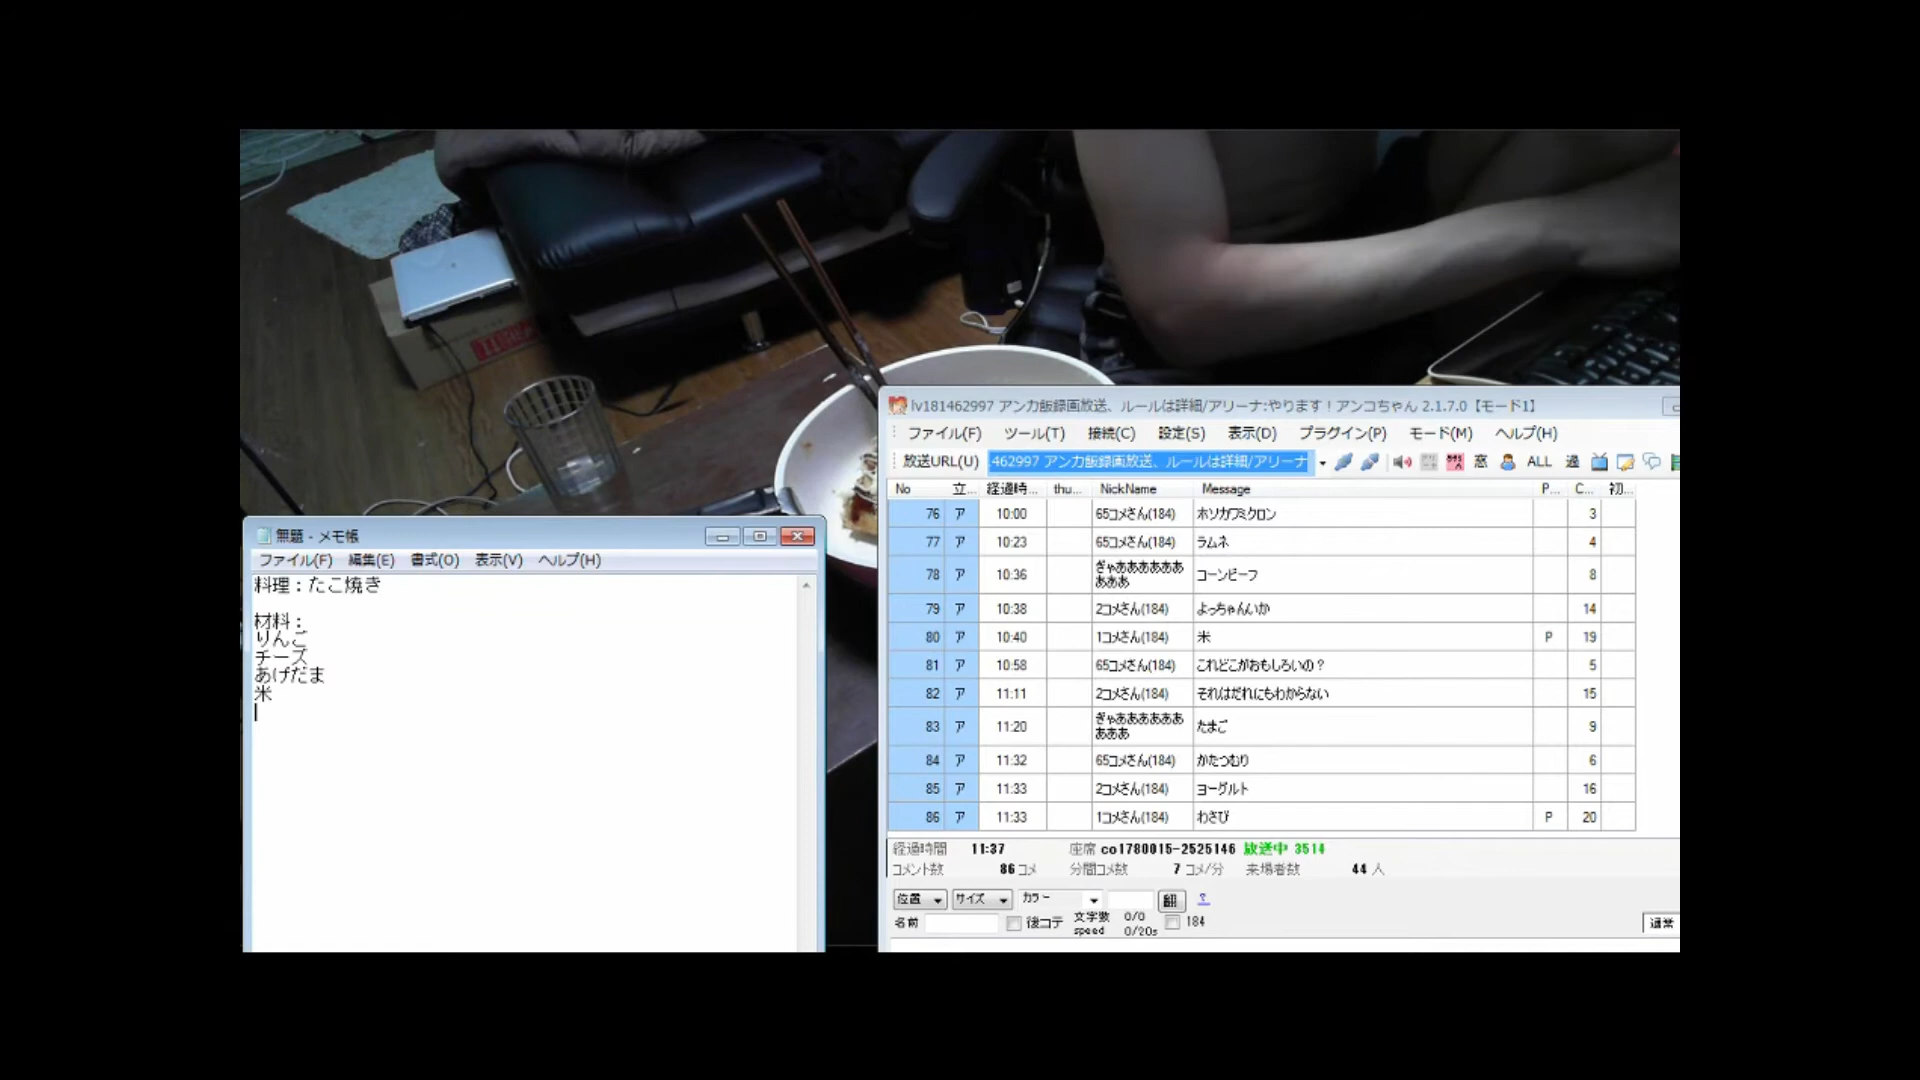 lv181462997 アンカ飯録画放送、ルールは詳細/アリーナ:やります！アンコちゃん 2.1.7.0【モード1】
ファイル(F) ツール(T) 接続(C) 設定(S) 表示(D) プラグイン(P) モード(M) ヘルプ(H)
放送URL(U) .462997 アンカ飯録画放送、ルールは詳細/アリーナ ALL 過
No 立... 経過時... thu... NickName Message P... C... 初...
76 ア 10:00 65コメさん(184) ホソカワミクロン 3
77 ア 10:23 65コメさん(184) ラムネ 4
78 ア 10:36 ぎゃああああああ
あああ コーンビーフ 8
79 ア 10:38 2コメさん(184) よっちゃんいか 14
80 ア 10:40 1コメさん(184) 米 P 19
81 ア 10:58 65コメさん(184) これどこがおもしろいの？ 5
82 ア 11:11 2コメさん(184) それはだれにもわからない 15
83 ア 11:20 ぎゃああああああ
あああ たまご 9
84 ア 11:32 65コメさん(184) かたつむり 6
85 ア 11:33 2コメさん(184) ヨーグルト 16
86 ア 11:33 1コメさん(184) わさび P 20
経過時間 11:37 座席 co1780015-2525146 放送中 3514
コメント数 86 コメ 分間コメ数 7 コメ/分 来場者数 44 人
位置 サイズ カラー 翻
名前 後コテ 文字数 0/0 184 通常
speed 0/20s
無題 - メモ帳
ファイル(F) 編集(E) 書式(O) 表示(V) ヘルプ(H)
料理：たこ焼き
材料：
りんご
チーズ
あげだま
米